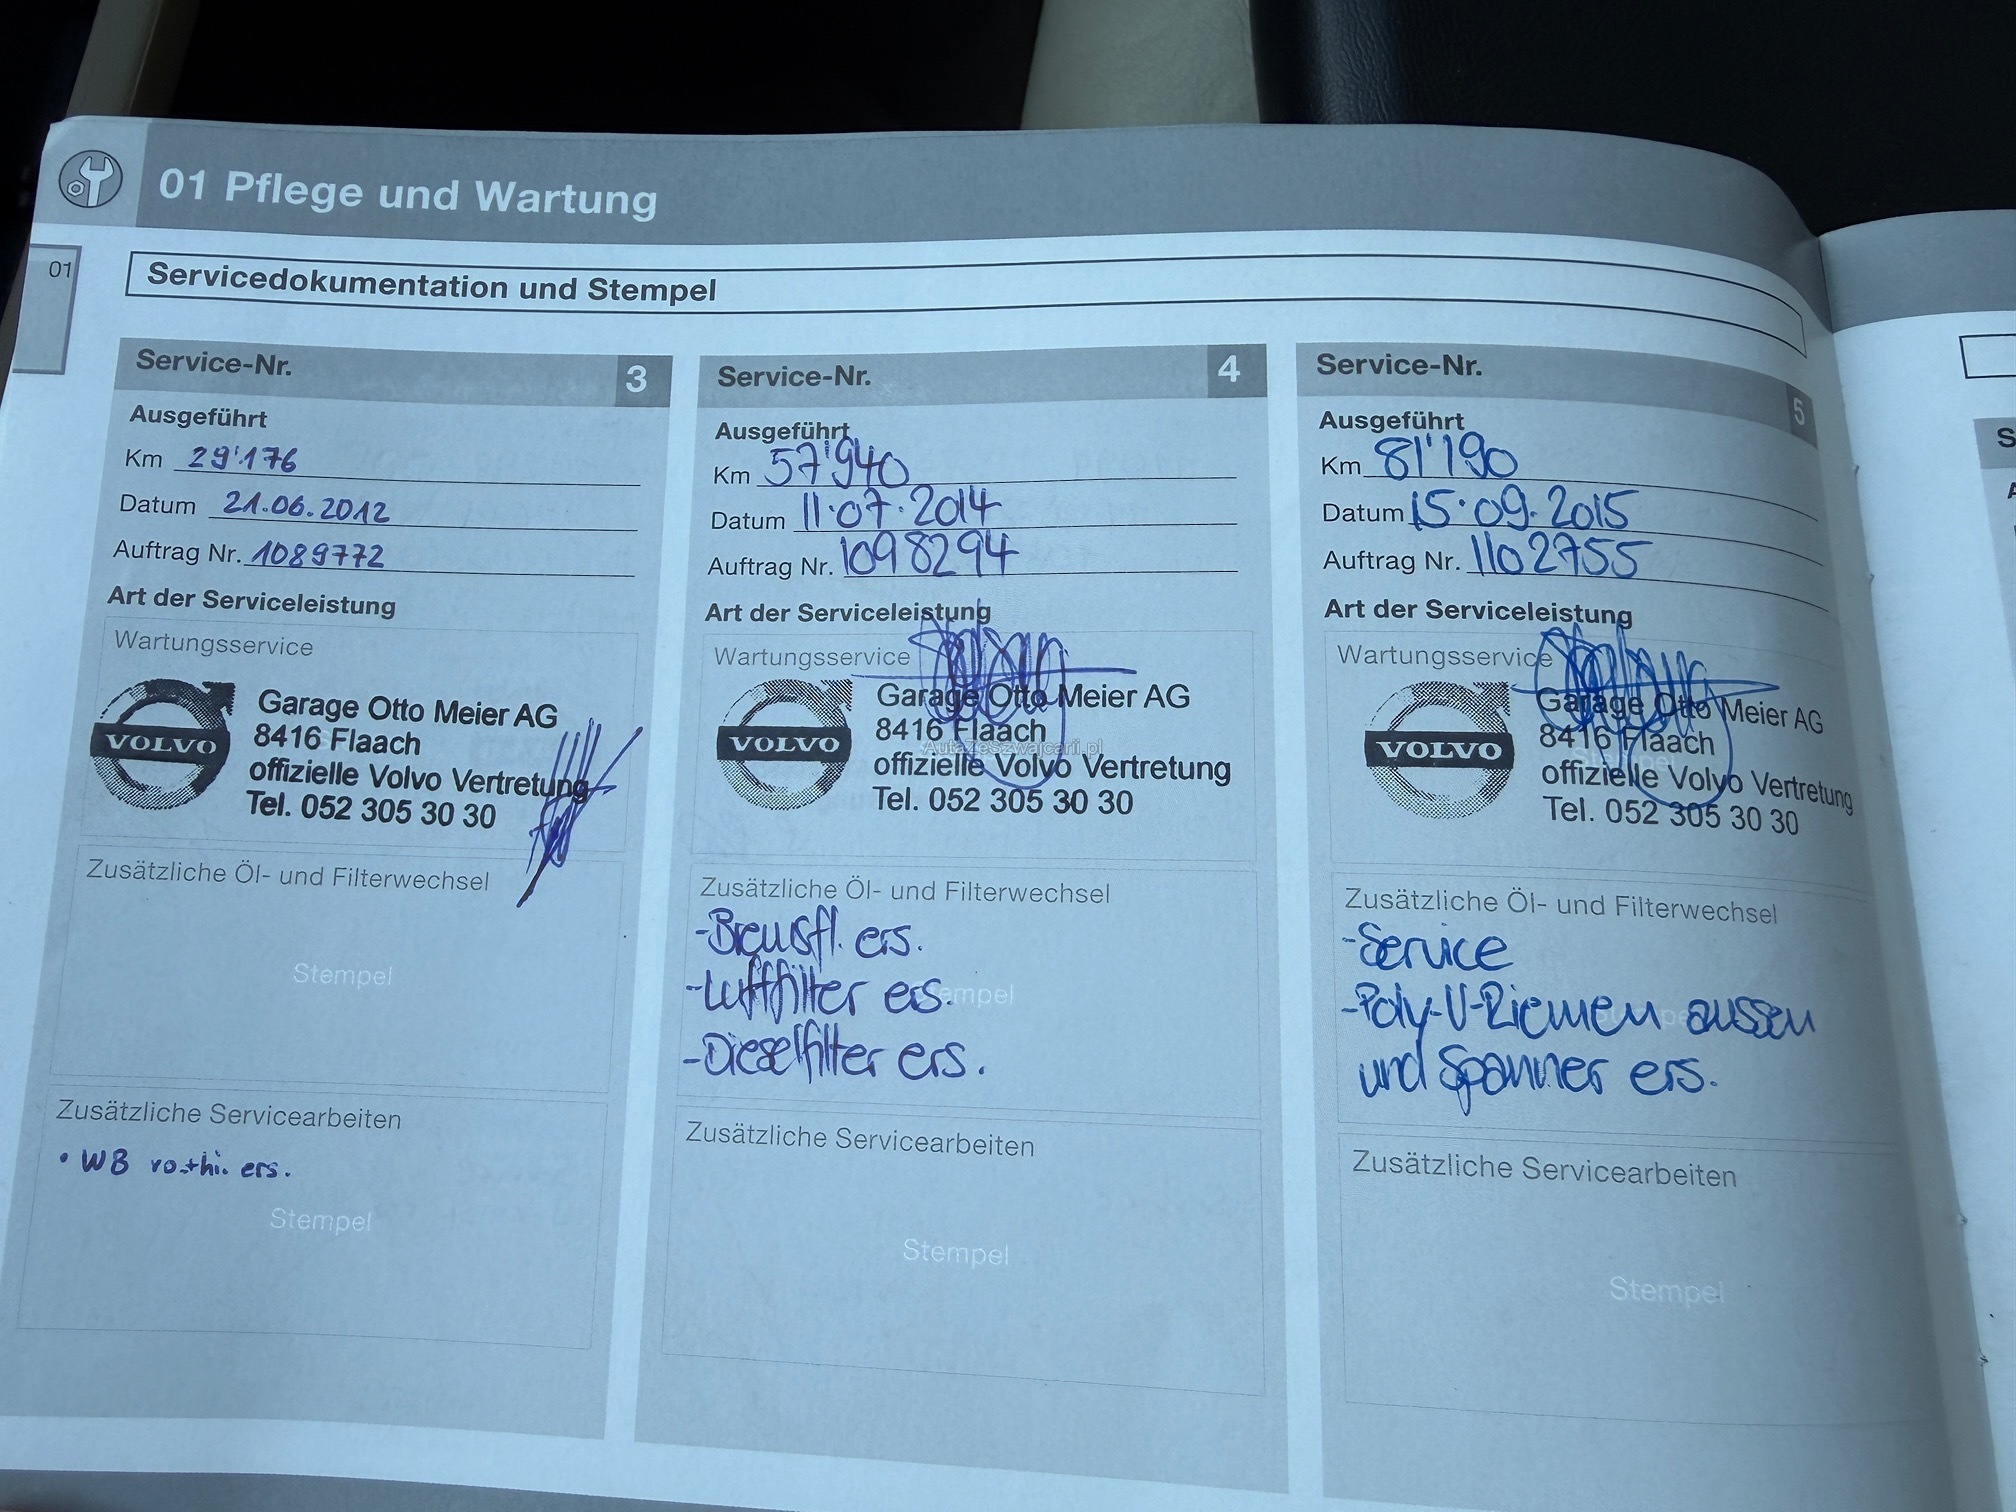 01 Pflege und Wartung
01
Servicedokumentation und Stempel
Service-Nr. 3
Ausgeführt
Km 29'176
Datum 21.06.2012
Auftrag Nr. 1089772
Art der Serviceleistung
Wartungsservice
VOLVO
Garage Otto Meier AG
8416 Flaach
offizielle Volvo Vertretung
Tel. 052 305 30 30
Zusätzliche Öl- und Filterwechsel
Stempel
Zusätzliche Servicearbeiten
• WB vo.+hi. ers.
Stempel
Service-Nr. 4
Ausgeführt
Km 57'940
Datum 11.07.2014
Auftrag Nr. 1098294
Art der Serviceleistung
Wartungsservice
VOLVO
Garage Otto Meier AG
8416 Flaach
AutazeSzwajcarii.pl
offizielle Volvo Vertretung
Tel. 052 305 30 30
Zusätzliche Öl- und Filterwechsel
-Bremsfl. ers.
-Luftfilter ers.
-Dieselfilter ers.
Zusätzliche Servicearbeiten
Stempel
Service-Nr. 5
Ausgeführt
Km 81'190
Datum 15.09.2015
Auftrag Nr. 1102755
Art der Serviceleistung
Wartungsservice
VOLVO
Garage Otto Meier AG
8416 Flaach
offizielle Volvo Vertretung
Tel. 052 305 30 30
Zusätzliche Öl- und Filterwechsel
-Service
-Poly-V-Riemen aussen
und Spanner ers.
Zusätzliche Servicearbeiten
Stempel